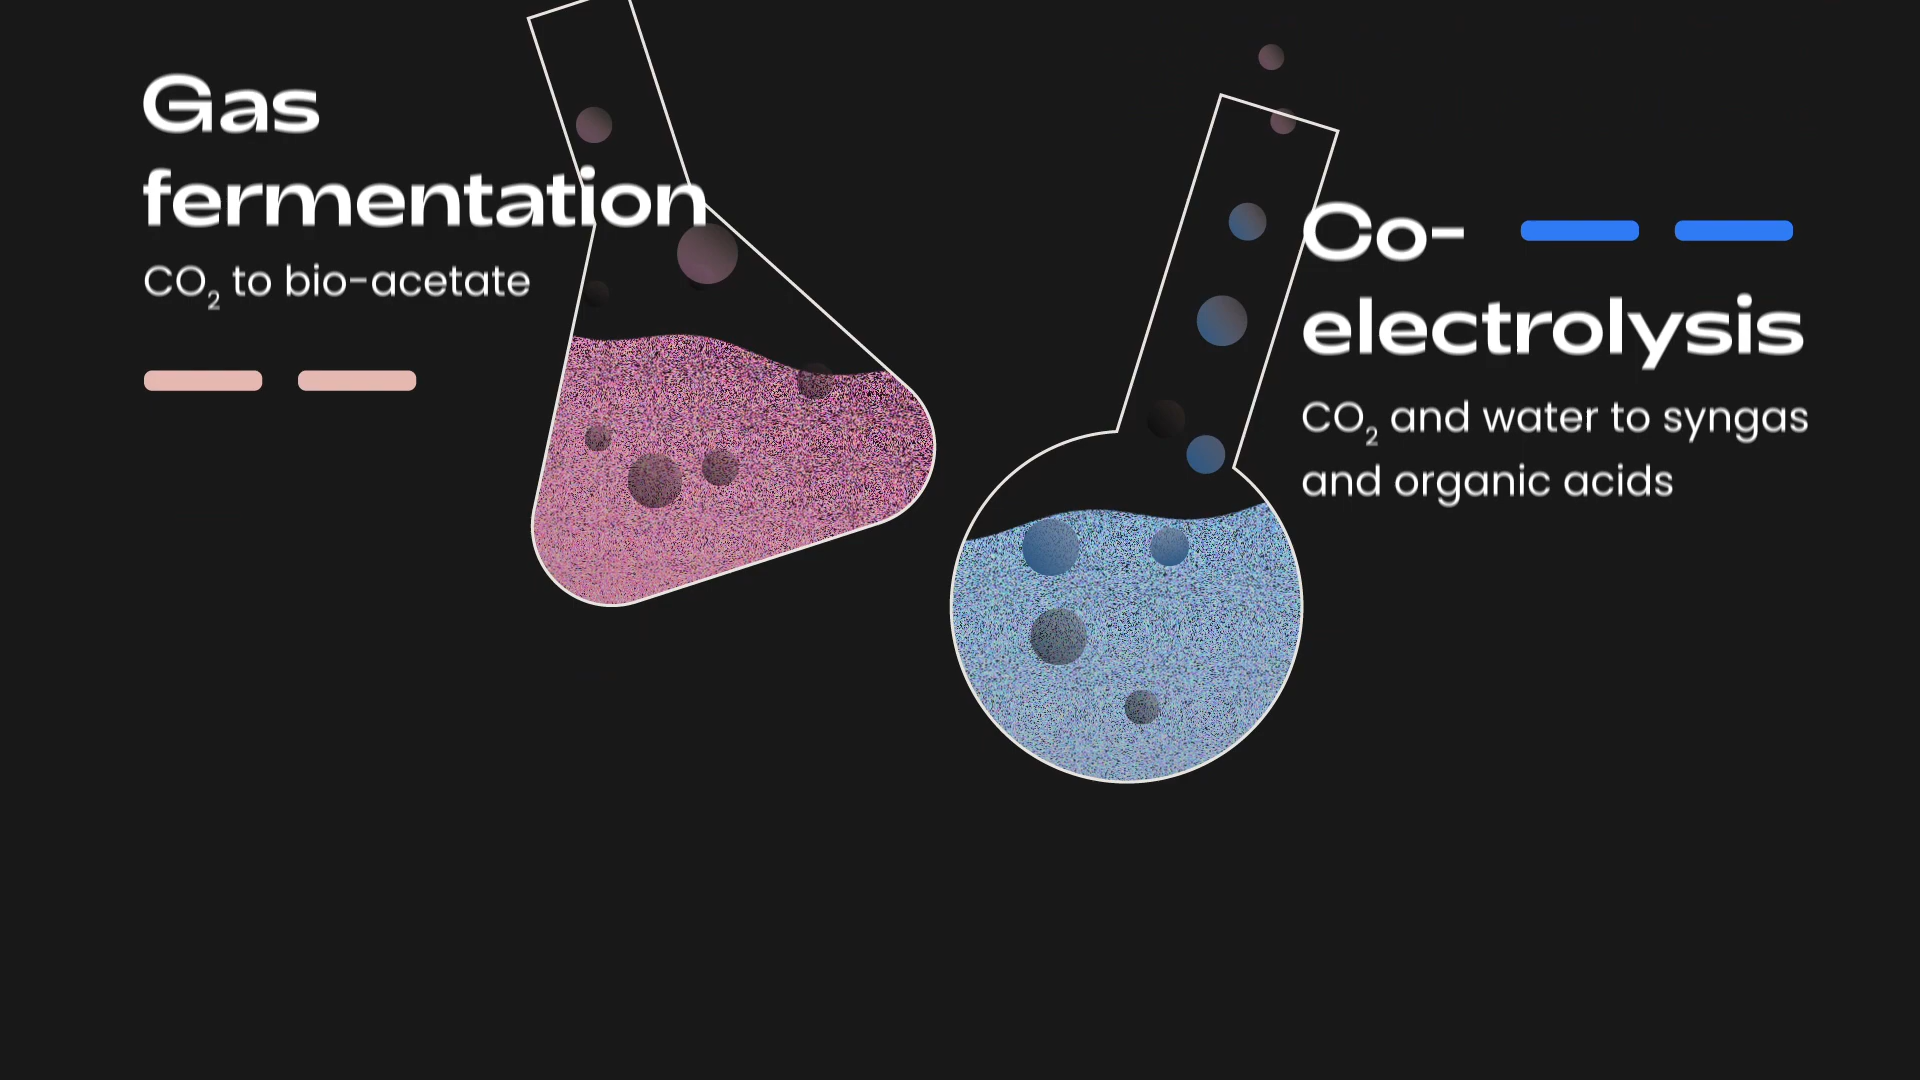 Gas
fermentation
CO₂ to bio-acetate
Co-
electrolysis
CO₂ and water to syngas
and organic acids